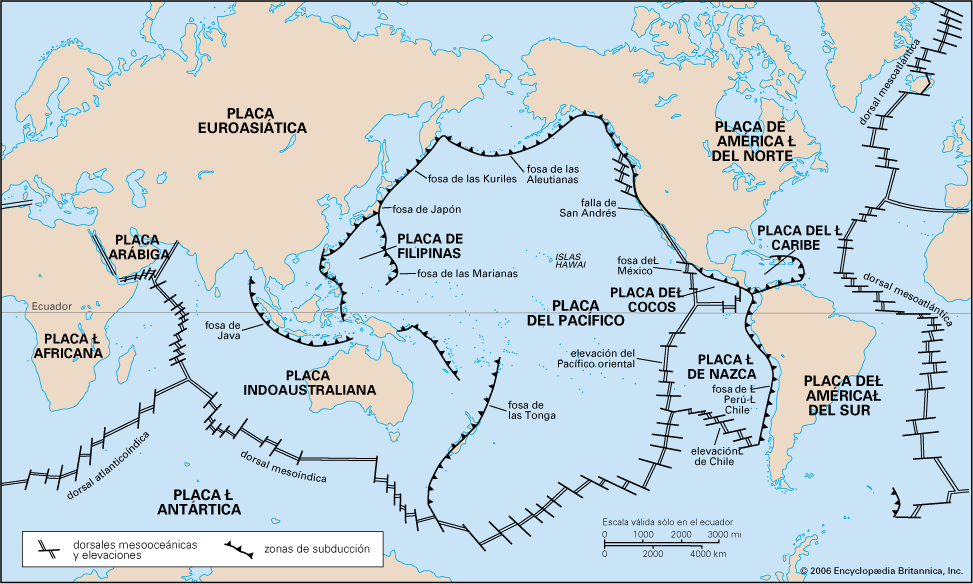 PLACA
EUROASIÁTICA
PLACA DE
AMÉRICA Ł
DEL NORTE
dorsal mesoatlántica
fosa de las Kuriles
fosa de las
Aleutianas
falla de
San Andrés
fosa de Japón
PLACA
ARÁBIGA
PLACA DE
FILIPINAS
PLACA DEL Ł
CARIBE
ISLAS
HAWAI
fosa deŁ
México
fosa de las Marianas
Ecuador
PLACA DEŁ
COCOS
dorsal mesoatlántica
PLACA
DEL PACÍFICO
fosa de
Java
PLACA Ł
AFRICANA
elevación del
Pacífico oriental
PLACA Ł
DE NAZCA
PLACA
INDOAUSTRALIANA
fosa de Ł
Perú-Ł
Chile
PLACA DEŁ
AMÉRICAŁ
DEL SUR
fosa de
las Tonga
elevación
de Chile
dorsal atlanticoíndica
dorsal mesoíndica
PLACA Ł
ANTÁRTICA
dorsales mesooceánicas
y elevaciones
zonas de subducción
Escala válida sólo en el ecuador
0 1000 2000 3000 mi
0 2000 4000 km
© 2006 Encyclopædia Britannica, Inc.